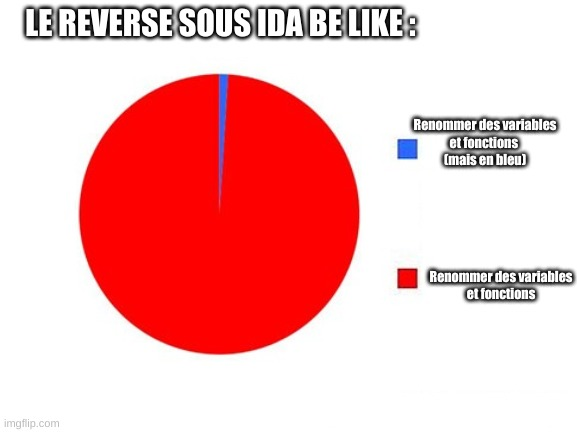 LE REVERSE SOUS IDA BE LIKE :
Renommer des variables
et fonctions
(mais en bleu)
Renommer des variables
et fonctions
imgflip.com